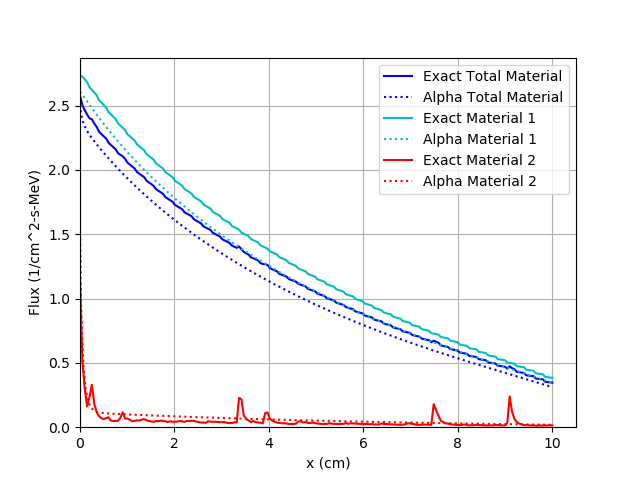 2.5
2.0
1.5
1.0
0.5
0.0
Flux (1/cm^2-s-MeV)
Exact Total Material
Alpha Total Material
Exact Material 1
Alpha Material 1
Exact Material 2
Alpha Material 2
0 2 4 6 8 10
x (cm)